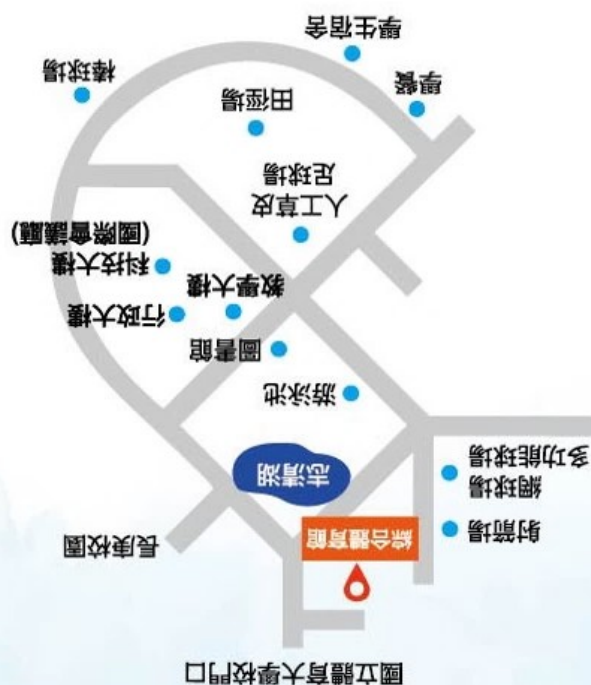 國立體育大學校門口
綜合體育館
射箭場
長庚校園
網球場
多功能球場
志清湖
游泳池
圖書館
行政大樓
教學大樓
科技大樓
(國際會議廳)
人工草皮
足球場
田徑場
學餐
棒球場
學生宿舍